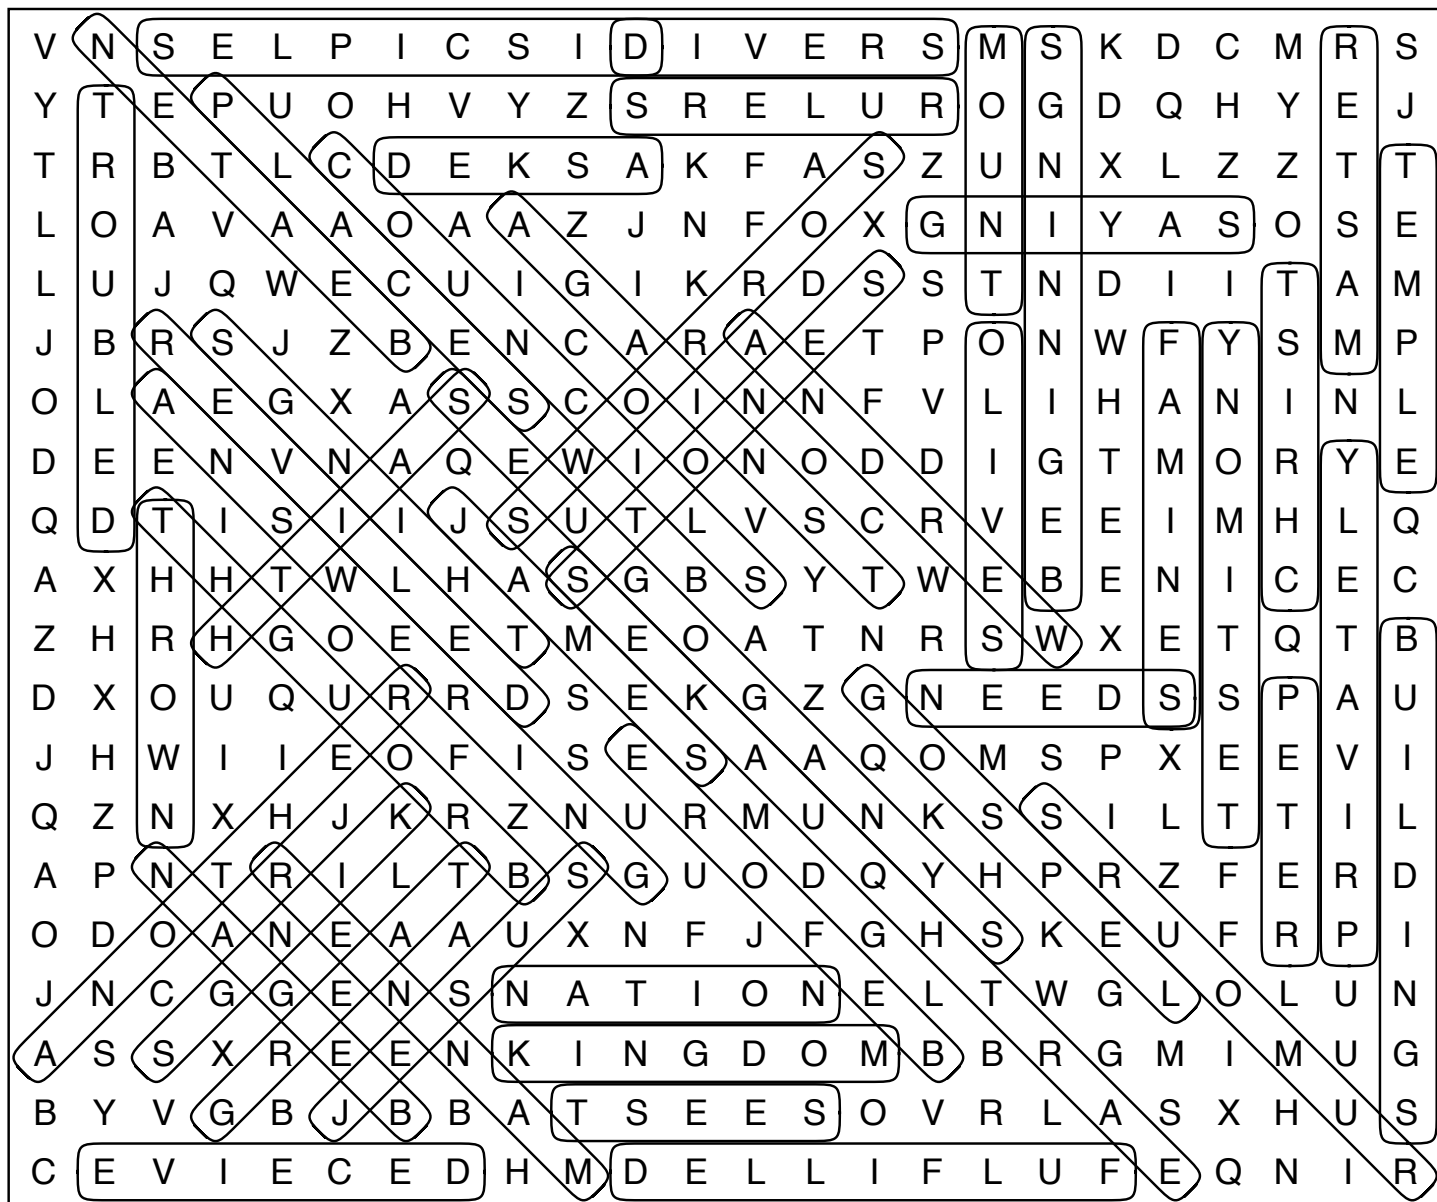 V N S E L P I C S I D I V E R S M S K D C M R S
Y T E P U O H V Y Z S R E L U R O G D Q H Y E J
T R B T L C D E K S A K F A S Z U N X L Z Z T T
L O A V A A O A A Z J N F O X G N I Y A S O S E
L U J Q W E C U I G I K R D S S T N D I I T A M
J B R S J Z B E N C A R A E T P O N W F Y S M P
O L A E G X A S S C O I N N F V L I H A N I N L
D E E N V N A Q E W I O N O D D I G T M O R Y E
Q D T I S I I J S U T L V S C R V E E I M H L Q
A X H H T W L H A S G B S Y T W E B E N I C E C
Z H R H G O E E T M E O A T N R S W X E T Q T B
D X O U Q U R R D S E K G Z G N E E D S S P A U
J H W I I E O F I S E S A A Q O M S P X E E V I
Q Z N X H J K R Z N U R M U N K S S I L T T I L
A P N T R I L T B S G U O D Q Y H P R Z F E R D
O D O A N E A A U X N F J F G H S K E U F R P I
J N C G G E N S N A T I O N E L T W G L O L U N
A S S X R E E N K I N G D O M B B R G M I M U G
B Y V G B J B B A T S E E S O V R L A S X H U S
C E V I E C E D H M D E L L I F L U F E Q N I R